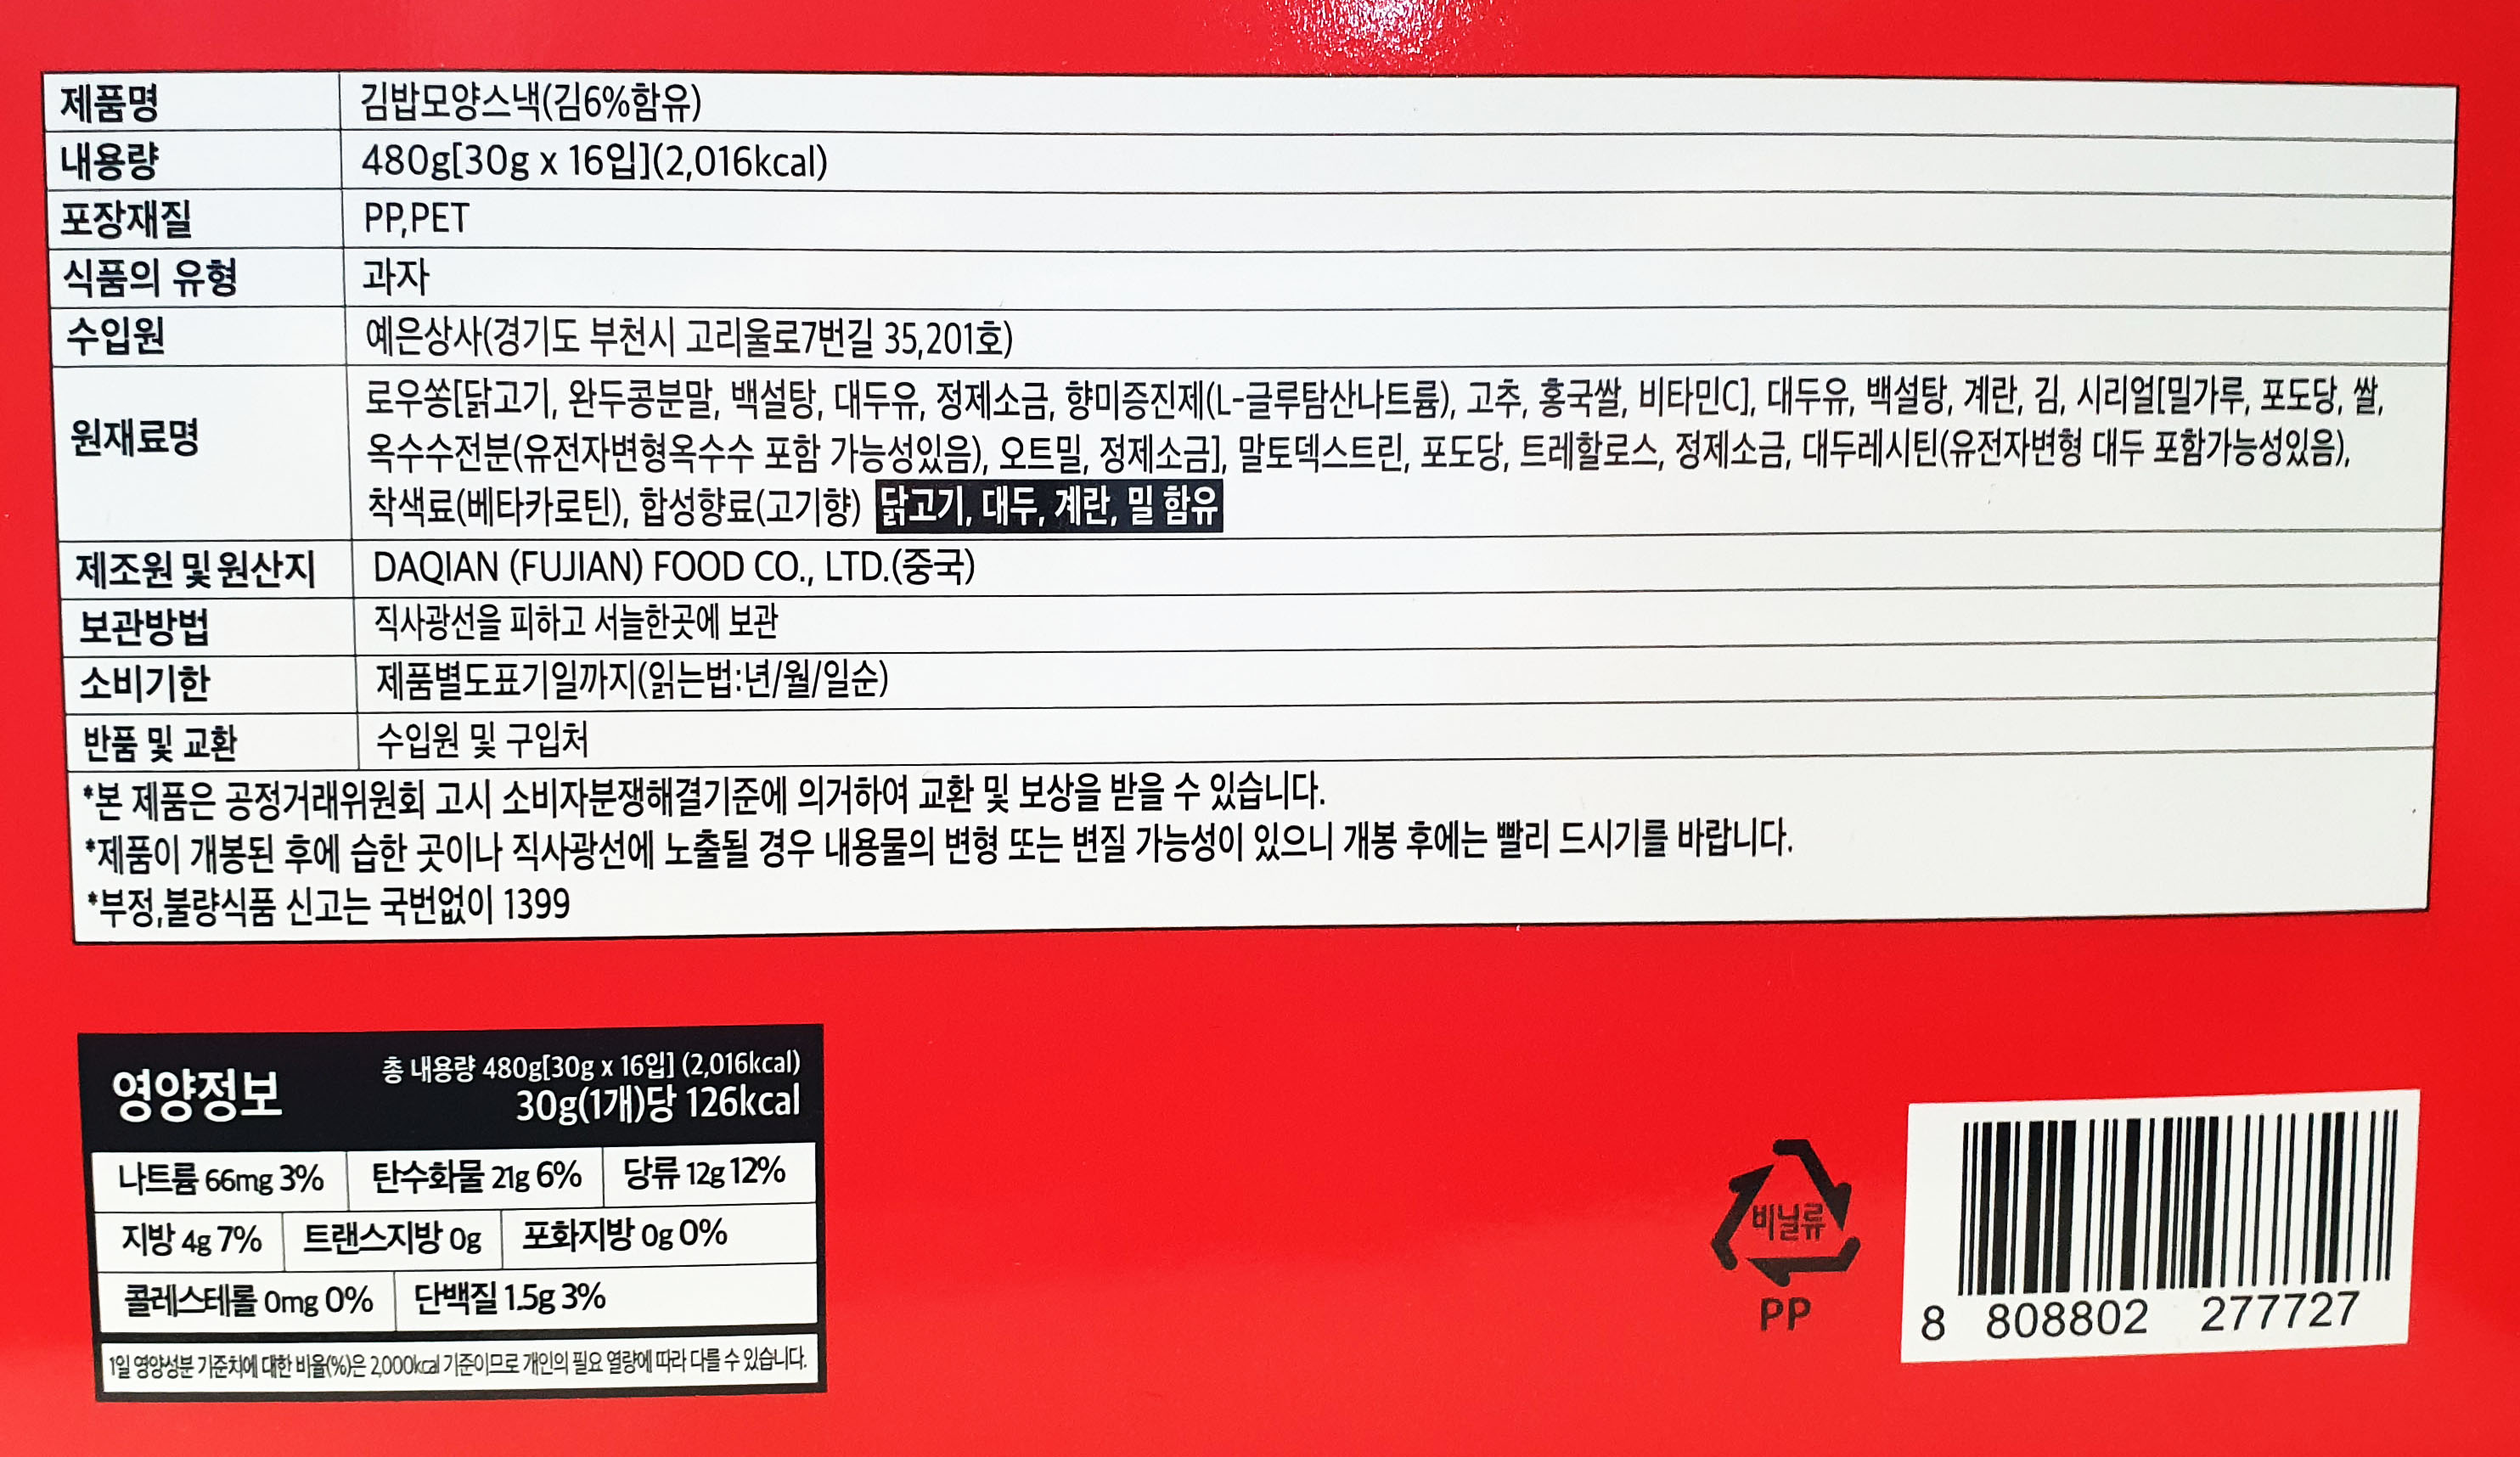 제품명 김밥모양스낵(김6%함유)
내용량 480g[30g x 16입](2,016kcal)
포장재질 PP,PET
식품의 유형 과자
수입원 예은상사(경기도 부천시 고리울로7번길 35,201호)
원재료명 로우쏭[닭고기, 완두콩분말, 백설탕, 대두유, 정제소금, 향미증진제(L-글루탐산나트륨), 고추, 홍국쌀, 비타민C], 대두유, 백설탕, 계란, 김, 시리얼[밀가루, 포도당, 쌀,
옥수수전분(유전자변형옥수수 포함 가능성있음), 오트밀, 정제소금], 말토덱스트린, 포도당, 트레할로스, 정제소금, 대두레시틴(유전자변형 대두 포함가능성있음),
착색료(베타카로틴), 합성향료(고기향) 닭고기, 대두, 계란, 밀 함유
제조원 및 원산지 DAQIAN (FUJIAN) FOOD CO., LTD.(중국)
보관방법 직사광선을 피하고 서늘한곳에 보관
소비기한 제품별도표기일까지(읽는법:년/월/일순)
반품 및 교환 수입원 및 구입처
*본 제품은 공정거래위원회 고시 소비자분쟁해결기준에 의거하여 교환 및 보상을 받을 수 있습니다.
*제품이 개봉된 후에 습한 곳이나 직사광선에 노출될 경우 내용물의 변형 또는 변질 가능성이 있으니 개봉 후에는 빨리 드시기를 바랍니다.
*부정,불량식품 신고는 국번없이 1399
영양정보 총 내용량 480g[30g x 16입] (2,016kcal)
30g(1개)당 126kcal
나트륨 66mg 3% 탄수화물 21g 6% 당류 12g 12%
지방 4g 7% 트랜스지방 0g 포화지방 0g 0%
콜레스테롤 0mg 0% 단백질 1.5g 3%
1일 영양성분 기준치에 대한 비율(%)은 2,000kcal 기준이므로 개인의 필요 열량에 따라 다를 수 있습니다.
비닐류
PP
8 808802 277727